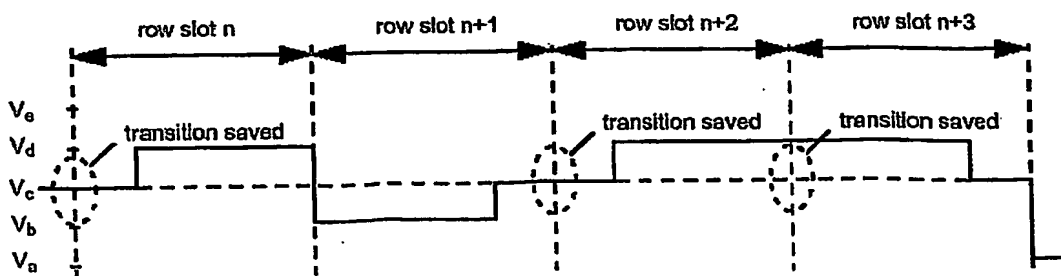 row slot n
row slot n+1
row slot n+2
row slot n+3
Ve
transition saved
transition saved
transition saved
Vd
Vc
Vb
Va